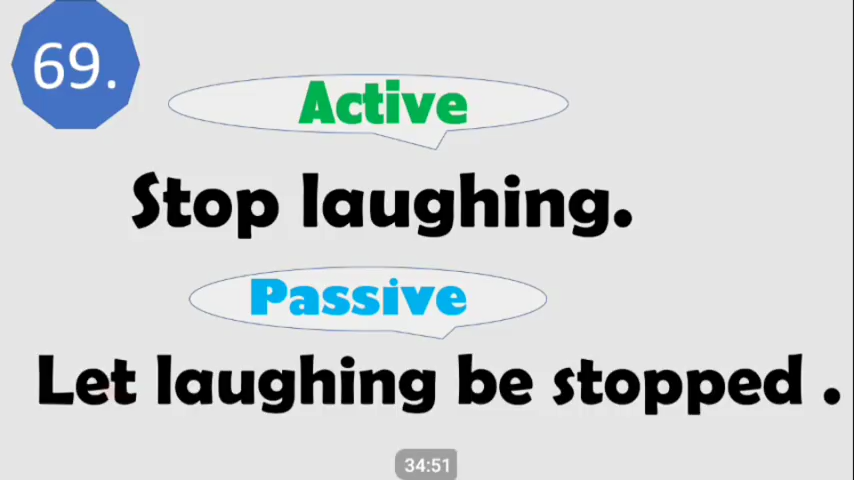 69.
Active
Stop laughing.
Passive
Let laughing be stopped .
34:51